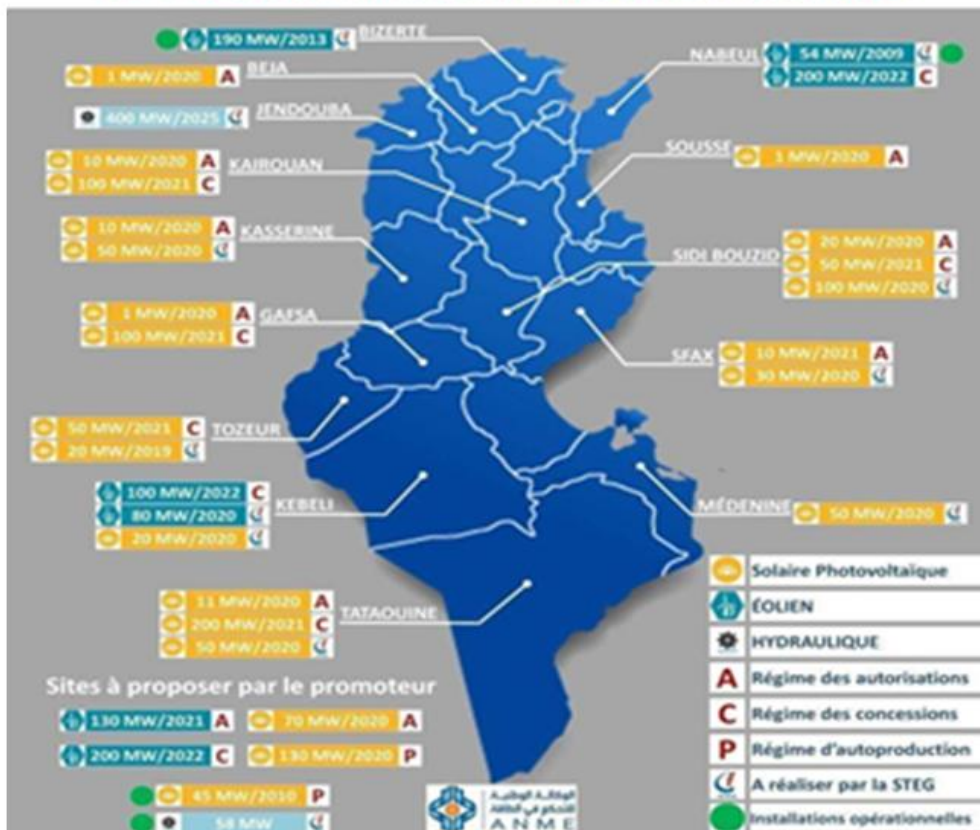 190 MW/2013
BIZERTE
NABEUL
54 MW/2009
200 MW/2022 C
1 MW/2020 A
BEJA
400 MW/2025
JENDOUBA
SOUSSE
1 MW/2020 A
10 MW/2020 A
100 MW/2021 C
KAIROUAN
10 MW/2020 A
50 MW/2020
KASSERINE
SIDI BOUZID
20 MW/2020 A
50 MW/2021 C
100 MW/2020
1 MW/2020 A
100 MW/2021 C
GAFSA
SFAX
10 MW/2021 A
30 MW/2020
50 MW/2021 C
20 MW/2019
TOZEUR
100 MW/2022 C
80 MW/2020
20 MW/2020
KEBELI
MÉDENINE
50 MW/2020
11 MW/2020 A
200 MW/2021 C
50 MW/2020
TATAOUINE
Sites à proposer par le promoteur
130 MW/2021 A
70 MW/2020 A
200 MW/2022 C
130 MW/2020 P
45 MW/2010 P
58 MW
Solaire Photovoltaïque
ÉOLIEN
HYDRAULIQUE
A Régime des autorisations
C Régime des concessions
P Régime d'autoproduction
A réaliser par la STEG
Installations opérationnelles
الوكالة الوطنية
للتحكم في الطاقة
ANME